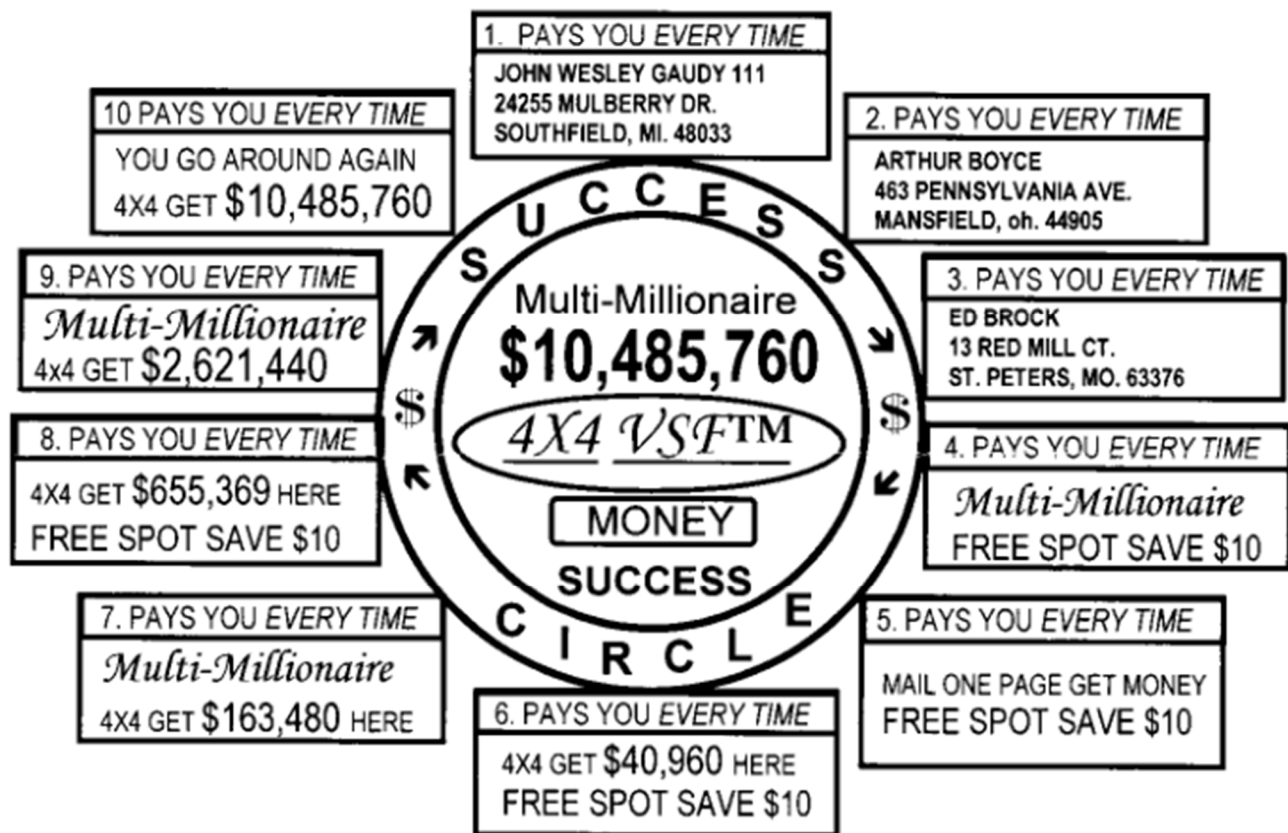 1. PAYS YOU EVERY TIME
JOHN WESLEY GAUDY 111
24255 MULBERRY DR.
SOUTHFIELD, MI. 48033
2. PAYS YOU EVERY TIME
ARTHUR BOYCE
463 PENNSYLVANIA AVE.
MANSFIELD, oh. 44905
3. PAYS YOU EVERY TIME
ED BROCK
13 RED MILL CT.
ST. PETERS, MO. 63376
4. PAYS YOU EVERY TIME
Multi-Millionaire
FREE SPOT SAVE $10
5. PAYS YOU EVERY TIME
MAIL ONE PAGE GET MONEY
FREE SPOT SAVE $10
6. PAYS YOU EVERY TIME
4X4 GET $40,960 HERE
FREE SPOT SAVE $10
7. PAYS YOU EVERY TIME
Multi-Millionaire
4X4 GET $163,480 HERE
8. PAYS YOU EVERY TIME
4X4 GET $655,369 HERE
FREE SPOT SAVE $10
9. PAYS YOU EVERY TIME
Multi-Millionaire
4x4 GET $2,621,440
10 PAYS YOU EVERY TIME
YOU GO AROUND AGAIN
4X4 GET $10,485,760
SUCCESS
$
$
CIRCLE
Multi-Millionaire
$10,485,760
4X4 VSF™
MONEY
SUCCESS